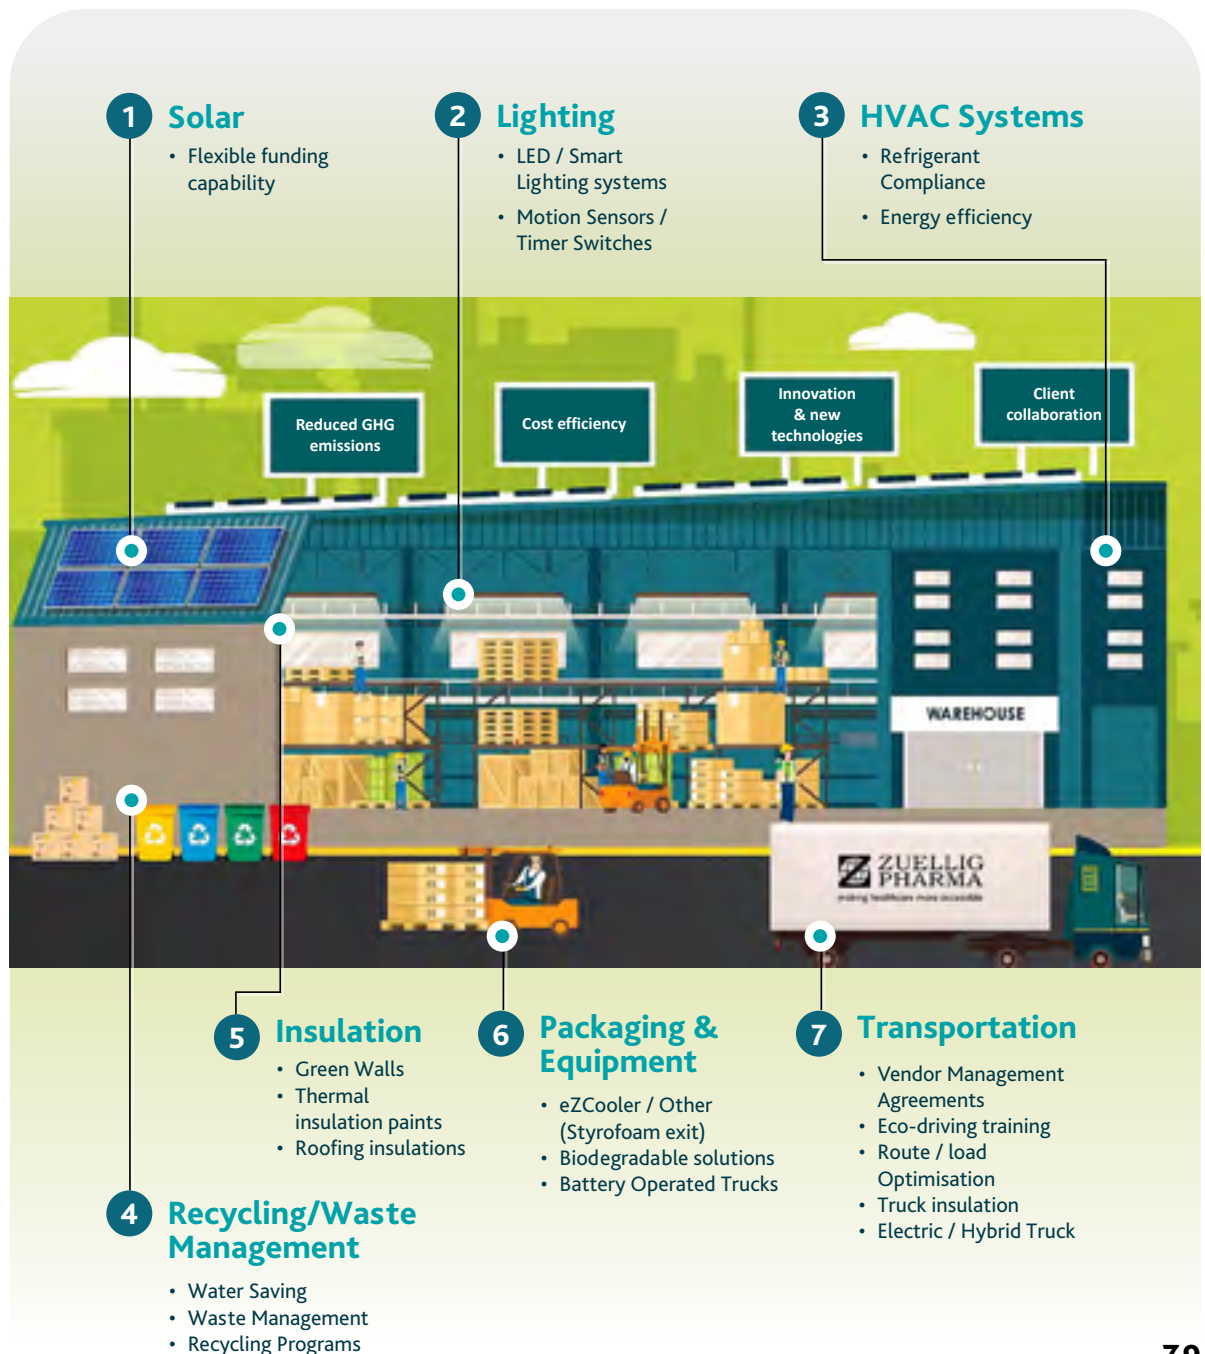 1 Solar
• Flexible funding
capability
2 Lighting
• LED / Smart
Lighting systems
• Motion Sensors /
Timer Switches
3 HVAC Systems
• Refrigerant
Compliance
• Energy efficiency
Reduced GHG
emissions
Cost efficiency
Innovation
& new
technologies
Client
collaboration
WAREHOUSE
ZUELLIG
PHARMA
making healthcare more accessible
5 Insulation
• Green Walls
• Thermal
insulation paints
• Roofing insulations
6 Packaging &
Equipment
• eZCooler / Other
(Styrofoam exit)
• Biodegradable solutions
• Battery Operated Trucks
7 Transportation
• Vendor Management
Agreements
• Eco-driving training
• Route / load
Optimisation
• Truck insulation
• Electric / Hybrid Truck
4 Recycling/Waste
Management
• Water Saving
• Waste Management
• Recycling Programs